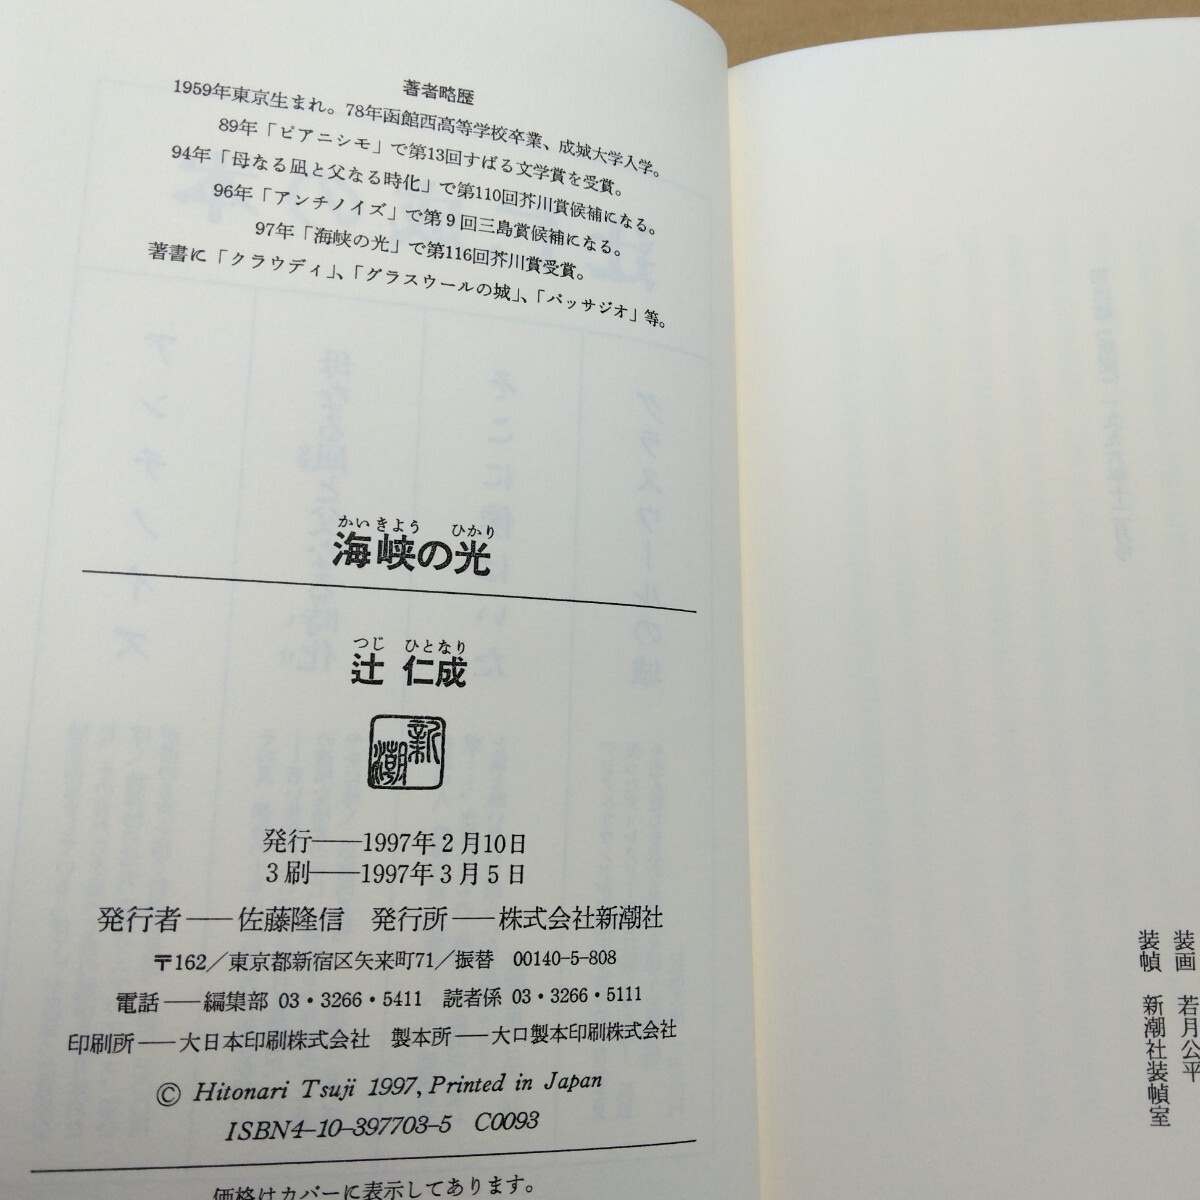 著者略歴
1959年東京生まれ。78年函館西高等学校卒業、成城大学入学。
89年「ピアニシモ」で第13回すばる文学賞を受賞。
94年「母なる凪と父なる時化」で第110回芥川賞候補になる。
96年「アンチノイズ」で第9回三島賞候補になる。
97年「海峡の光」で第116回芥川賞受賞。
著書に「クラウディ」、「グラスウールの城」、「パッサジオ」等。
かいきよう ひかり
海峡の光
つじ ひとなり
辻 仁成
新潮
発行――1997年2月10日
3刷――1997年3月5日
発行者――佐藤隆信 発行所――株式会社新潮社
〒162/東京都新宿区矢来町71/振替 00140-5-808
電話――編集部 03・3266・5411 読者係 03・3266・5111
印刷所――大日本印刷株式会社 製本所――大口製本印刷株式会社
© Hitonari Tsuji 1997, Printed in Japan
ISBN4-10-397703-5 C0093
価格はカバーに表示してあります。
装画 若月公平
装幀 新潮社装幀室